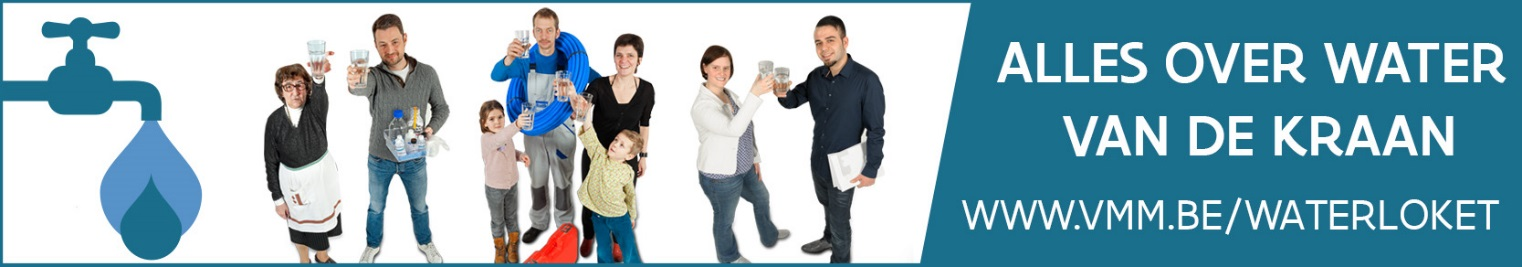 ALLES OVER WATER
VAN DE KRAAN
WWW.VMM.BE/WATERLOKET